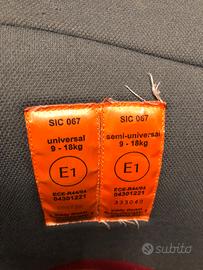 SIC 067
universal
9 - 18kg
E1
ECE-R44/04
04301221
SIC 067
semi-universal
9 - 18kg
E1
ECE-R44/04
04301221
subito